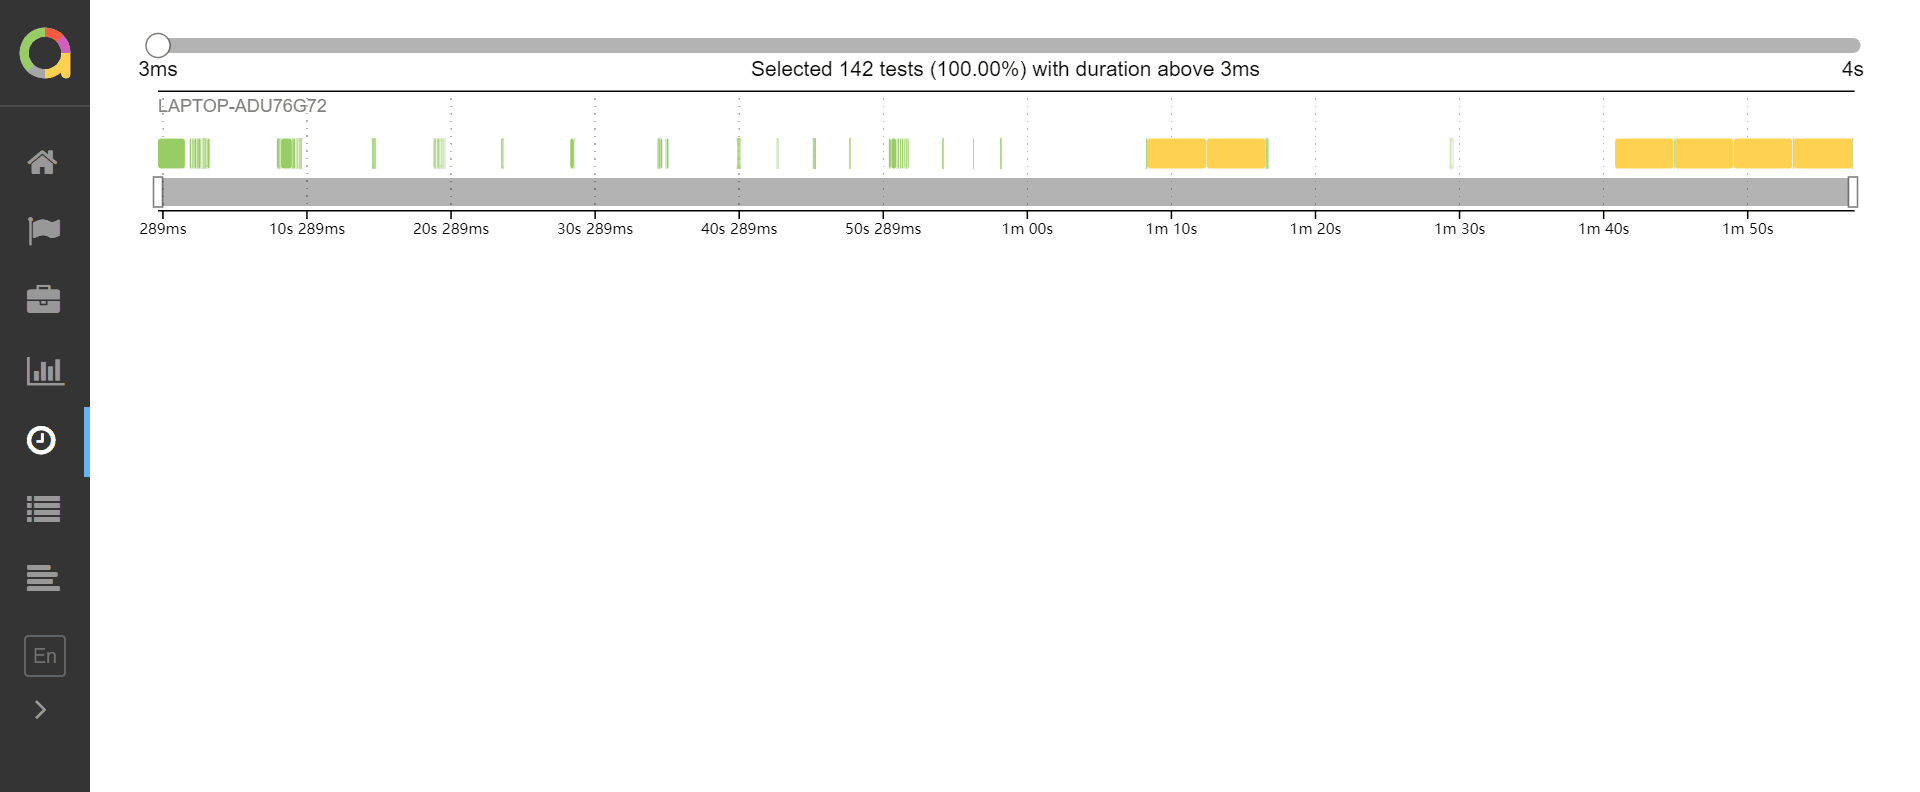 3ms
Selected 142 tests (100.00%) with duration above 3ms
4s
LAPTOP-ADU76G72
289ms
10s 289ms
20s 289ms
30s 289ms
40s 289ms
50s 289ms
1m 00s
1m 10s
1m 20s
1m 30s
1m 40s
1m 50s
En